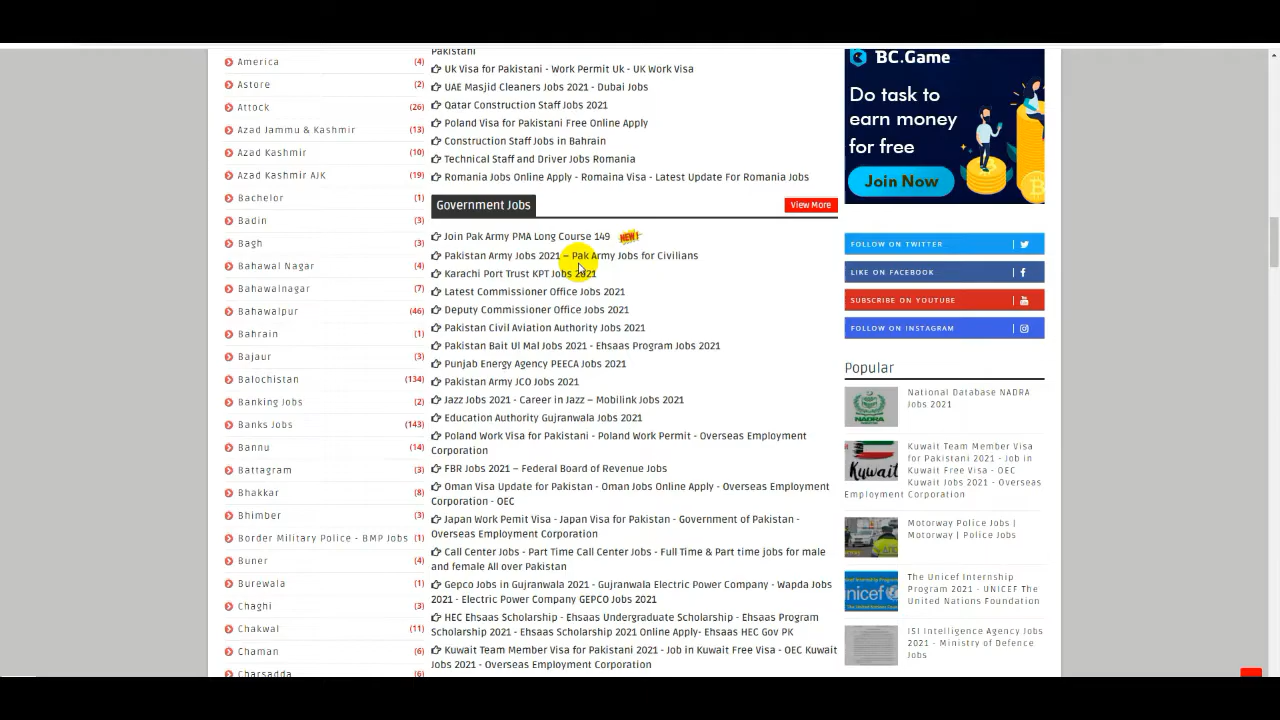 America (4)
Astore (2)
Attock (26)
Azad Jammu & Kashmir (13)
Azad Kashmir (10)
Azad Kashmir AJK (19)
Bachelor (1)
Badin (3)
Bagh (3)
Bahawal Nagar (4)
Bahawalnagar (7)
Bahawalpur (46)
Bahrain (1)
Bajaur (3)
Balochistan (134)
Banking Jobs (2)
Banks Jobs (143)
Bannu (14)
Battagram (3)
Bhakkar (8)
Bhimber (3)
Border Military Police - BMP Jobs (1)
Buner (4)
Burewala (1)
Chaghi (3)
Chakwal (11)
Chaman (6)
Charsadda (6)
Pakistani
Uk Visa for Pakistani - Work Permit Uk - UK Work Visa
UAE Masjid Cleaners Jobs 2021 - Dubai Jobs
Qatar Construction Staff Jobs 2021
Poland Visa for Pakistani Free Online Apply
Construction Staff Jobs in Bahrain
Technical Staff and Driver Jobs Romania
Romania Jobs Online Apply - Romaina Visa - Latest Update For Romania Jobs
Government Jobs View More
Join Pak Army PMA Long Course 149 NEW!
Pakistan Army Jobs 2021 – Pak Army Jobs for Civilians
Karachi Port Trust KPT Jobs 2021
Latest Commissioner Office Jobs 2021
Deputy Commissioner Office Jobs 2021
Pakistan Civil Aviation Authority Jobs 2021
Pakistan Bait Ul Mal Jobs 2021 - Ehsaas Program Jobs 2021
Punjab Energy Agency PEECA Jobs 2021
Pakistan Army JCO Jobs 2021
Jazz Jobs 2021 - Career in Jazz – Mobilink Jobs 2021
Education Authority Gujranwala Jobs 2021
Poland Work Visa for Pakistani - Poland Work Permit - Overseas Employment
Corporation
FBR Jobs 2021 – Federal Board of Revenue Jobs
Oman Visa Update for Pakistan - Oman Jobs Online Apply - Overseas Employment
Corporation - OEC
Japan Work Pemit Visa - Japan Visa for Pakistan - Government of Pakistan -
Overseas Employment Corporation
Call Center Jobs - Part Time Call Center Jobs - Full Time & Part time jobs for male
and female All over Pakistan
Gepco Jobs in Gujranwala 2021 - Gujranwala Electric Power Company - Wapda Jobs
2021 - Electric Power Company GEPCO Jobs 2021
HEC Ehsaas Scholarship - Ehsaas Undergraduate Scholarship - Ehsaas Program
Scholarship 2021 - Ehsaas Scholarship 2021 Online Apply- Ehsaas HEC Gov PK
Kuwait Team Member Visa for Pakistani 2021 - Job in Kuwait Free Visa - OEC Kuwait
Jobs 2021 - Overseas Employment Corporation
BC.Game
Do task to
earn money
for free
Join Now
FOLLOW ON TWITTER
LIKE ON FACEBOOK
SUBSCRIBE ON YOUTUBE
FOLLOW ON INSTAGRAM
Popular
National Database NADRA
Jobs 2021
NADRA
Kuwait Team Member Visa
for Pakistani 2021 - Job in
Kuwait Free Visa - OEC
Kuwait Jobs 2021 - Overseas
Employment Corporation
Kuwait
Motorway Police Jobs |
Motorway | Police Jobs
The Unicef Internship
Program 2021 - UNICEF The
United Nations Foundation
unicef
ISI Intelligence Agency Jobs
2021 - Ministry of Defence
Jobs